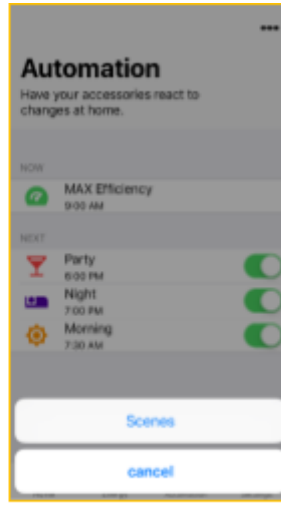 Automation
Have your accessories react to
changes at home.
NOW
MAX Efficiency
9:00 AM
NEXT
Party
6:00 PM
Night
7:00 PM
Morning
7:30 AM
Scenes
cancel